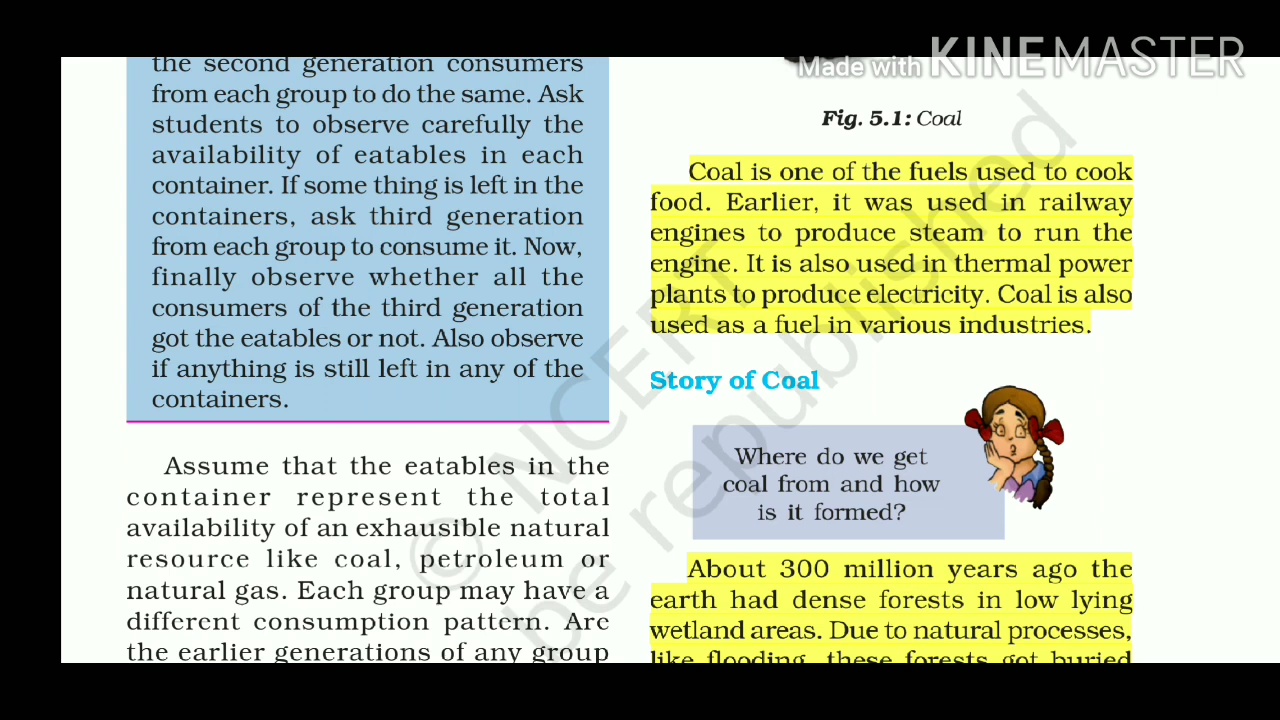 Made with KINEMASTER
the second generation consumers
from each group to do the same. Ask
students to observe carefully the
availability of eatables in each
container. If some thing is left in the
containers, ask third generation
from each group to consume it. Now,
finally observe whether all the
consumers of the third generation
got the eatables or not. Also observe
if anything is still left in any of the
containers.
Assume that the eatables in the
container represent the total
availability of an exhausible natural
resource like coal, petroleum or
natural gas. Each group may have a
different consumption pattern. Are
the earlier generations of any group
Fig. 5.1: Coal
Coal is one of the fuels used to cook
food. Earlier, it was used in railway
engines to produce steam to run the
engine. It is also used in thermal power
plants to produce electricity. Coal is also
used as a fuel in various industries.
Story of Coal
Where do we get
coal from and how
is it formed?
About 300 million years ago the
earth had dense forests in low lying
wetland areas. Due to natural processes,
like flooding, these forests got buried
© NCERT
be republished